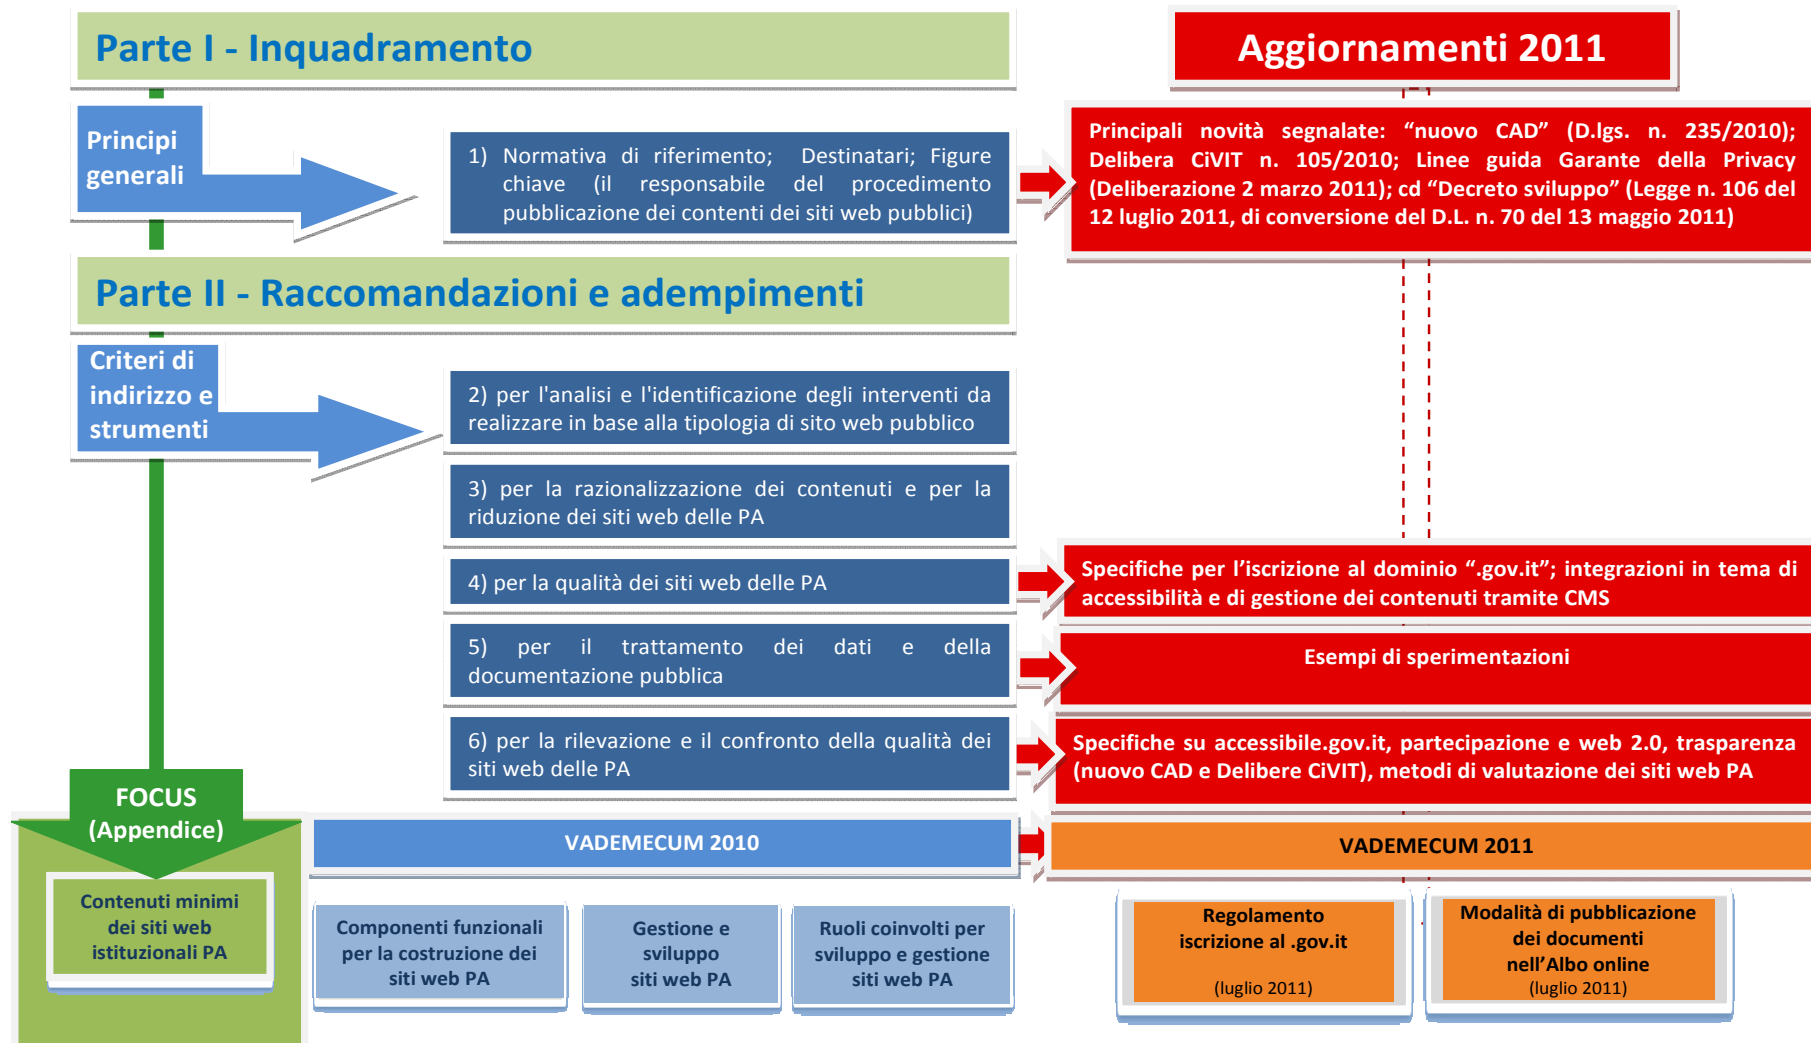 Parte I - Inquadramento
Aggiornamenti 2011
Principi
generali
1) Normativa di riferimento; Destinatari; Figure
chiave (il responsabile del procedimento
pubblicazione dei contenti dei siti web pubblici)
Principali novità segnalate: “nuovo CAD” (D.lgs. n. 235/2010);
Delibera CiVIT n. 105/2010; Linee guida Garante della Privacy
(Deliberazione 2 marzo 2011); cd “Decreto sviluppo” (Legge n. 106 del
12 luglio 2011, di conversione del D.L. n. 70 del 13 maggio 2011)
Parte II - Raccomandazioni e adempimenti
Criteri di
indirizzo e
strumenti
2) per l'analisi e l'identificazione degli interventi da
realizzare in base alla tipologia di sito web pubblico
3) per la razionalizzazione dei contenuti e per la
riduzione dei siti web delle PA
4) per la qualità dei siti web delle PA
Specifiche per l’iscrizione al dominio “.gov.it”; integrazioni in tema di
accessibilità e di gestione dei contenuti tramite CMS
5) per il trattamento dei dati e della
documentazione pubblica
Esempi di sperimentazioni
6) per la rilevazione e il confronto della qualità dei
siti web delle PA
Specifiche su accessibile.gov.it, partecipazione e web 2.0, trasparenza
(nuovo CAD e Delibere CiVIT), metodi di valutazione dei siti web PA
FOCUS
(Appendice)
VADEMECUM 2010
VADEMECUM 2011
Contenuti minimi
dei siti web
istituzionali PA
Componenti funzionali
per la costruzione dei
siti web PA
Gestione e
sviluppo
siti web PA
Ruoli coinvolti per
sviluppo e gestione
siti web PA
Regolamento
iscrizione al .gov.it
(luglio 2011)
Modalità di pubblicazione
dei documenti
nell’Albo online
(luglio 2011)